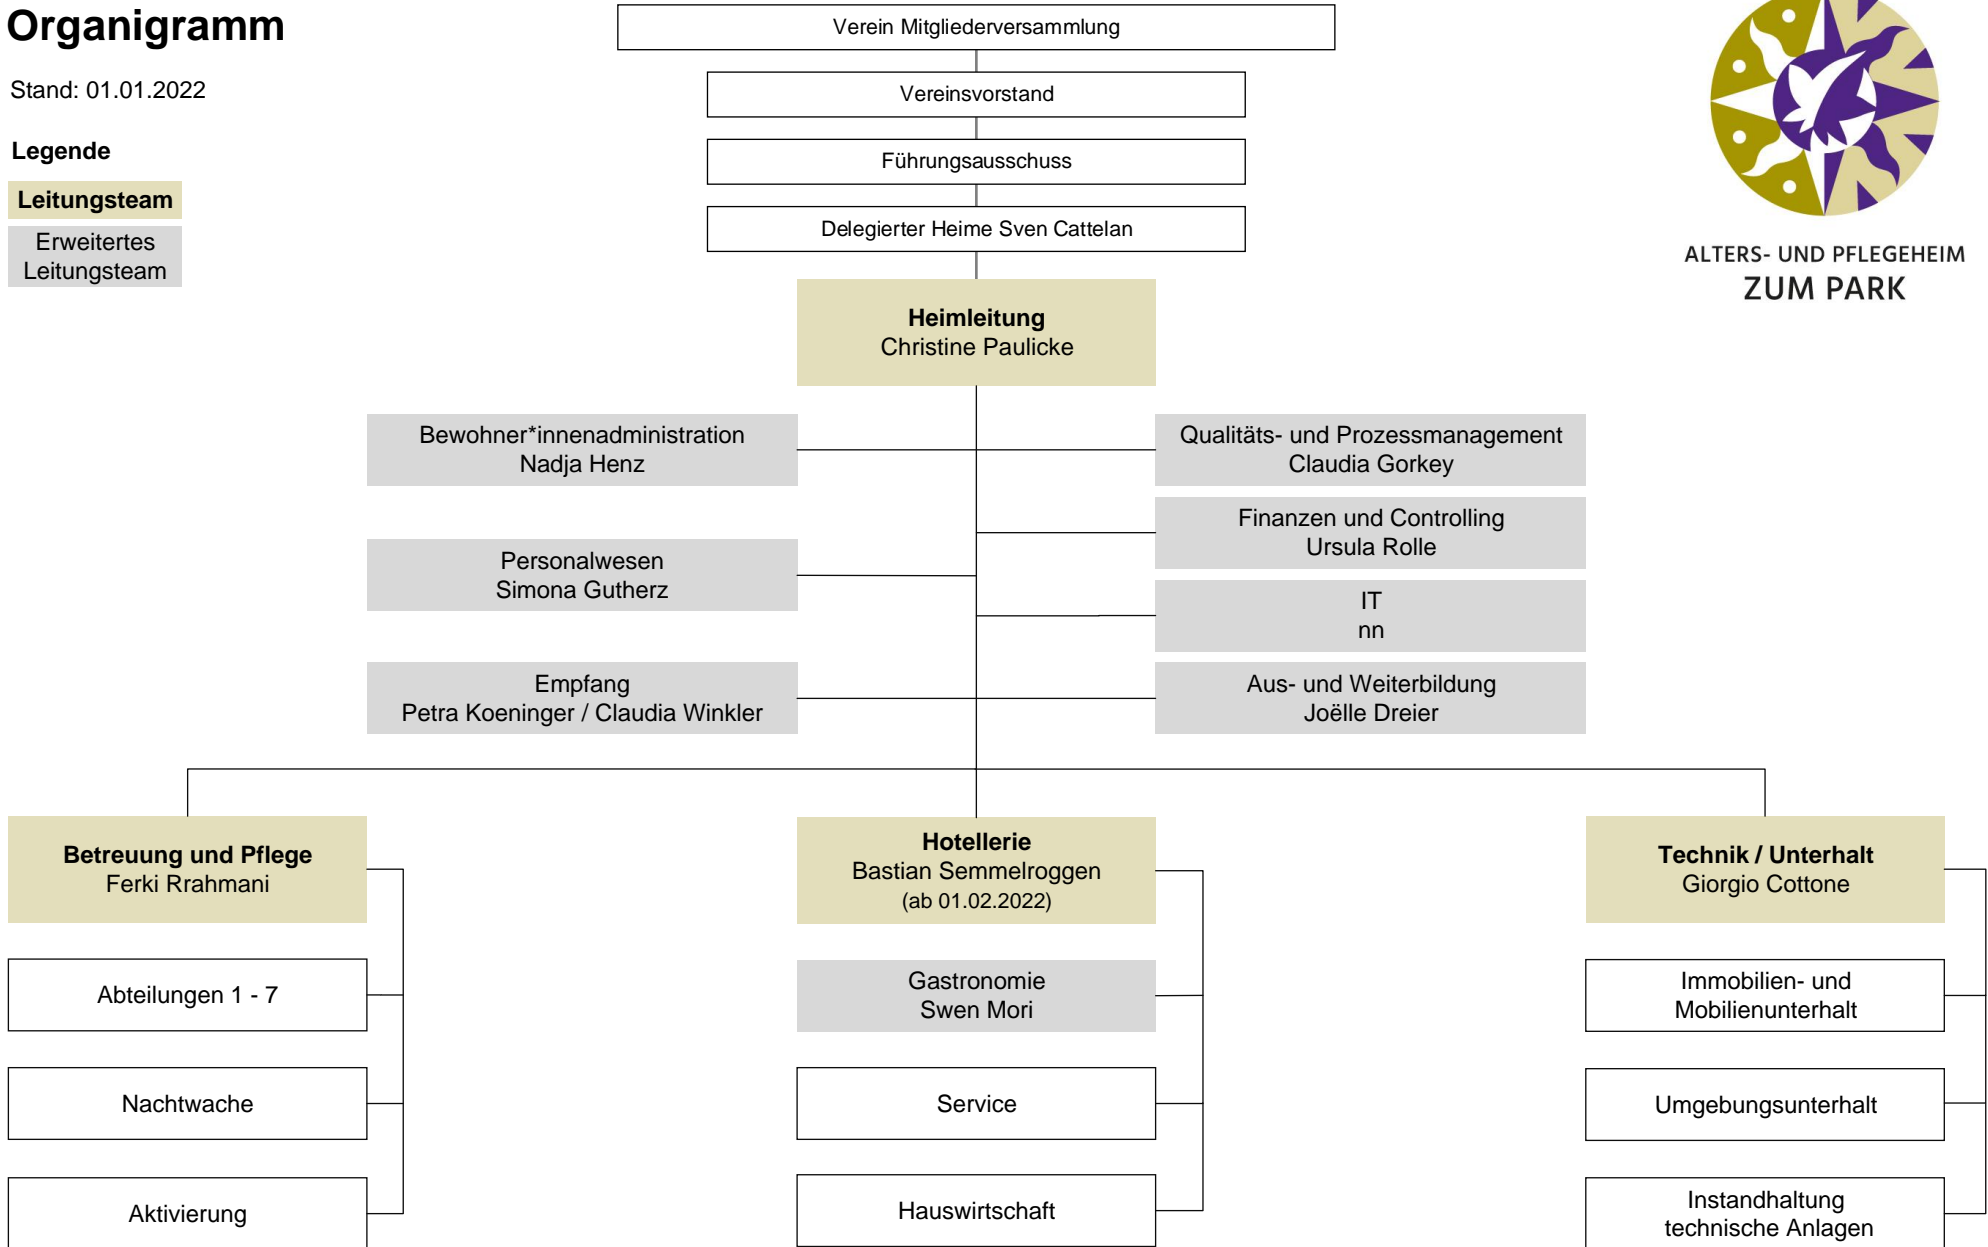 Organigramm
Stand: 01.01.2022
Legende
Leitungsteam
Erweitertes
Leitungsteam
Verein Mitgliederversammlung
Vereinsvorstand
Führungsausschuss
Delegierter Heime Sven Cattelan
ALTERS- UND PFLEGEHEIM
ZUM PARK
Heimleitung
Christine Paulicke
Bewohner*innenadministration
Nadja Henz
Qualitäts- und Prozessmanagement
Claudia Gorkey
Finanzen und Controlling
Ursula Rolle
Personalwesen
Simona Gutherz
IT
nn
Empfang
Petra Koeninger / Claudia Winkler
Aus- und Weiterbildung
Joëlle Dreier
Betreuung und Pflege
Ferki Rrahmani
Hotellerie
Bastian Semmelroggen
(ab 01.02.2022)
Technik / Unterhalt
Giorgio Cottone
Abteilungen 1 - 7
Gastronomie
Swen Mori
Immobilien- und
Mobilienunterhalt
Nachtwache
Service
Umgebungsunterhalt
Aktivierung
Hauswirtschaft
Instandhaltung
technische Anlagen